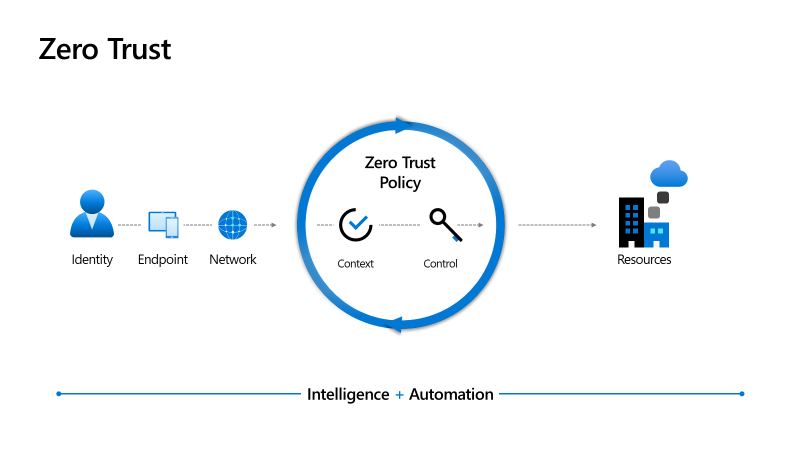 Zero Trust
Zero Trust
Policy
Identity
Endpoint
Network
Context
Control
Resources
Intelligence + Automation